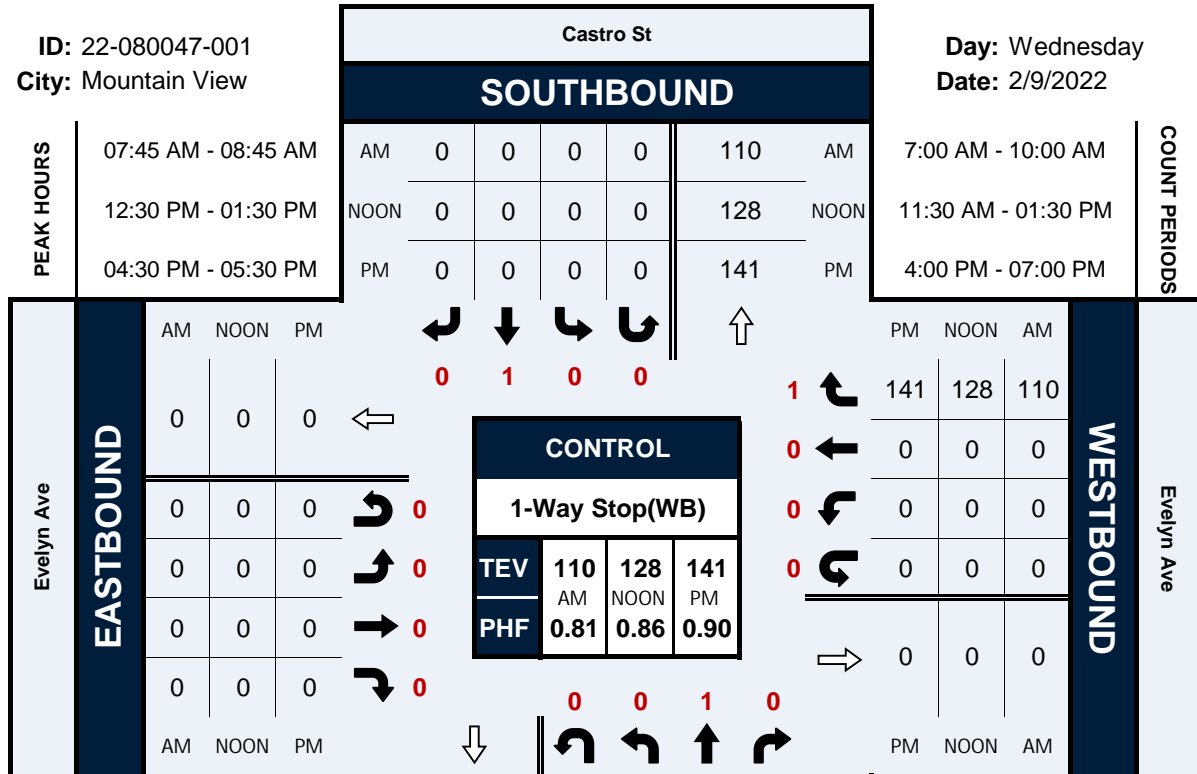 Castro St
ID: 22-080047-001
City: Mountain View
SOUTHBOUND
Day: Wednesday
Date: 2/9/2022
PEAK HOURS
07:45 AM - 08:45 AM
12:30 PM - 01:30 PM
04:30 PM - 05:30 PM
AM 0 0 0 0 110 AM
NOON 0 0 0 0 128 NOON
PM 0 0 0 0 141 PM
7:00 AM - 10:00 AM
11:30 AM - 01:30 PM
4:00 PM - 07:00 PM
COUNT PERIODS
0 1 0 0
Evelyn Ave
EASTBOUND
AM NOON PM
0 0 0
0 0 0 0
0 0 0 0
0 0 0 0
0 0 0 0
AM NOON PM
CONTROL
1-Way Stop(WB)
TEV 110 128 141
AM NOON PM
PHF 0.81 0.86 0.90
PM NOON AM
1 141 128 110
0 0 0 0
0 0 0 0
0 0 0 0
0 0 0
PM NOON AM
WESTBOUND
Evelyn Ave
0 0 1 0